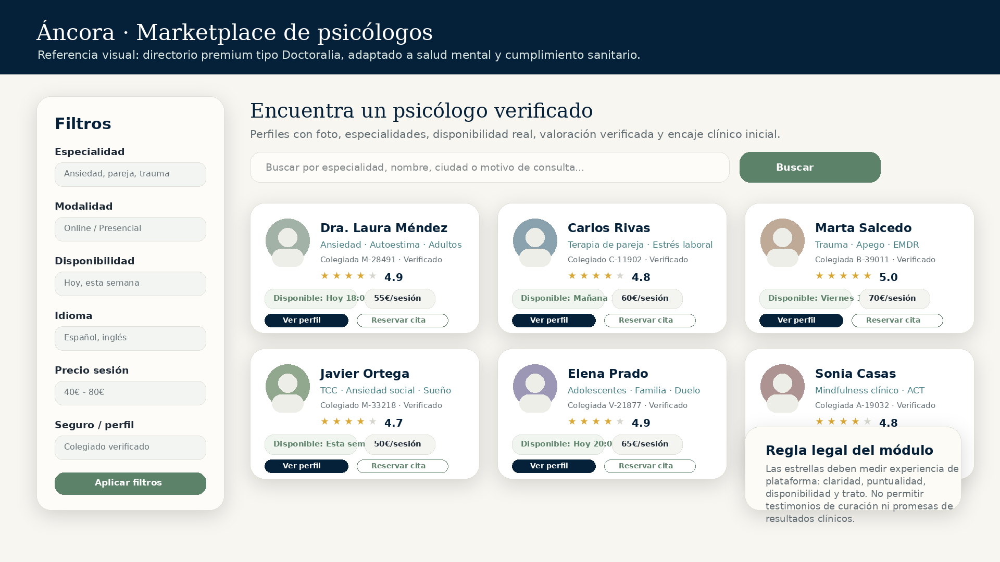 Áncora · Marketplace de psicólogos
Referencia visual: directorio premium tipo Doctoralia, adaptado a salud mental y cumplimiento sanitario.
Filtros
Especialidad
Ansiedad, pareja, trauma
Modalidad
Online / Presencial
Disponibilidad
Hoy, esta semana
Idioma
Español, inglés
Precio sesión
40€ - 80€
Seguro / perfil
Colegiado verificado
Aplicar filtros
Encuentra un psicólogo verificado
Perfiles con foto, especialidades, disponibilidad real, valoración verificada y encaje clínico inicial.
Buscar por especialidad, nombre, ciudad o motivo de consulta...
Buscar
Dra. Laura Méndez
Ansiedad · Autoestima · Adultos
Colegiada M-28491 · Verificado
★ ★ ★ ★ ★ 4.9
Disponible: Hoy 18:0
55€/sesión
Ver perfil
Reservar cita
Carlos Rivas
Terapia de pareja · Estrés laboral
Colegiado C-11902 · Verificado
★ ★ ★ ★ ★ 4.8
Disponible: Mañana
60€/sesión
Ver perfil
Reservar cita
Marta Salcedo
Trauma · Apego · EMDR
Colegiada B-39011 · Verificado
★ ★ ★ ★ ★ 5.0
Disponible: Viernes
70€/sesión
Ver perfil
Reservar cita
Javier Ortega
TCC · Ansiedad social · Sueño
Colegiado M-33218 · Verificado
★ ★ ★ ★ ★ 4.7
Disponible: Esta sem
50€/sesión
Ver perfil
Reservar cita
Elena Prado
Adolescentes · Familia · Duelo
Colegiada V-21877 · Verificado
★ ★ ★ ★ ★ 4.9
Disponible: Hoy 20:0
65€/sesión
Ver perfil
Reservar cita
Sonia Casas
Mindfulness clínico · ACT
Colegiada A-19032 · Verificado
★ ★ ★ ★ ★ 4.8
Regla legal del módulo
Las estrellas deben medir experiencia de
plataforma: claridad, puntualidad,
disponibilidad y trato. No permitir
testimonios de curación ni promesas de
resultados clínicos.